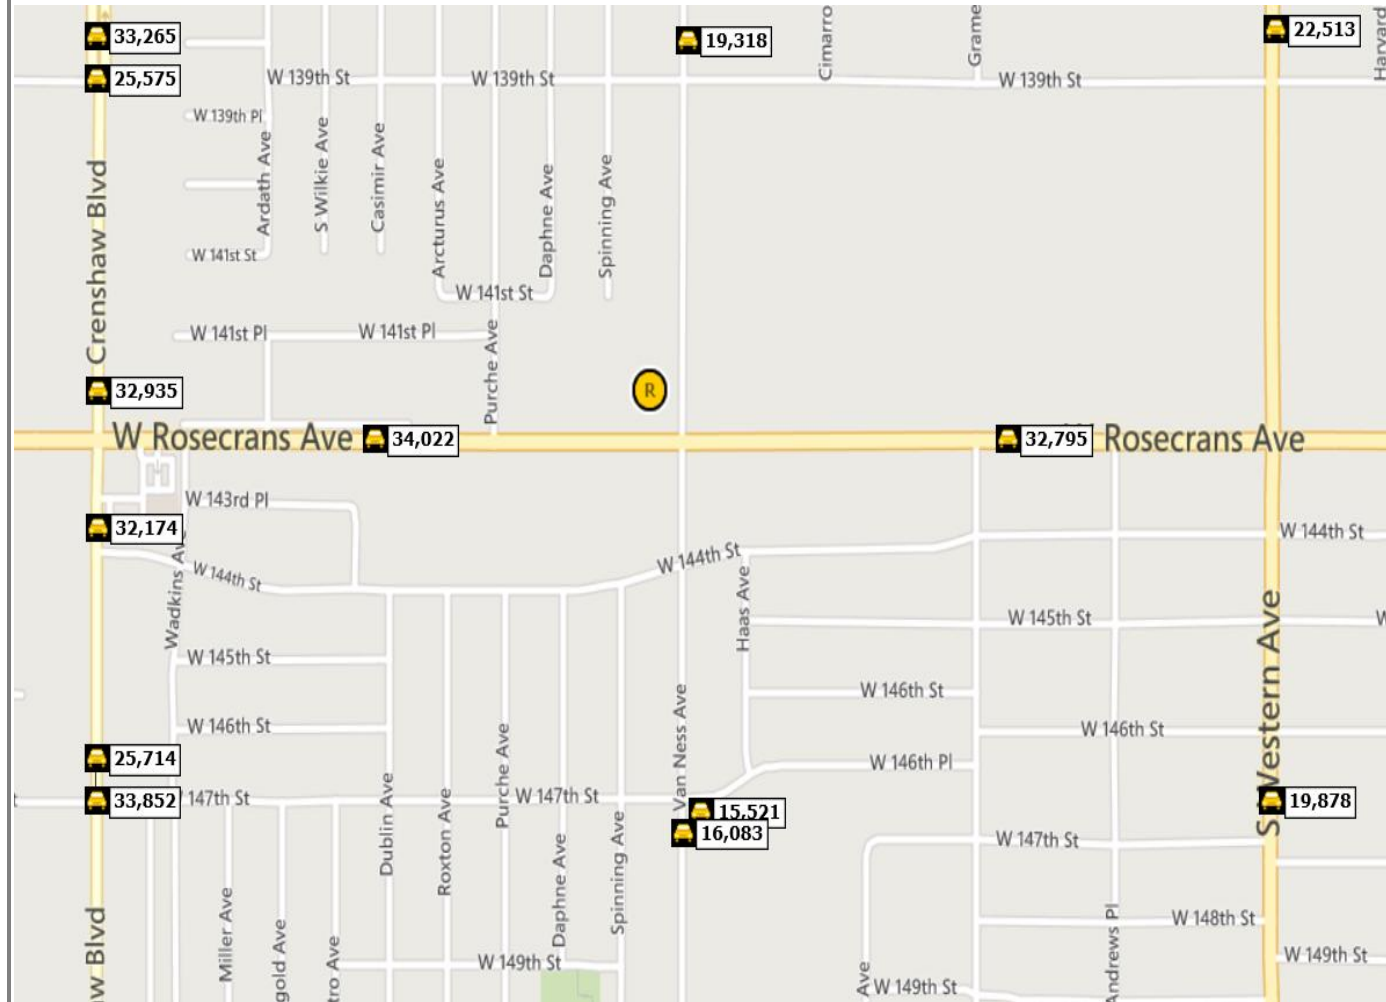 33,265
19,318
Cimarro
Grame
22,513
Harvard
25,575
W 139th St
W 139th St
W 139th St
W 139th Pl
Ardath Ave
S Wilkie Ave
Casimir Ave
Arcturus Ave
Daphne Ave
Spinning Ave
Crenshaw Blvd
W 141st St
W 141st St
W 141st Pl
W 141st Pl
Purche Ave
32,935
R
W Rosecrans Ave
34,022
32,795
Rosecrans Ave
W 143rd Pl
32,174
W 144th St
W 144th St
W 144th St
Wadkins Ave
Haas Ave
W 145th St
W 145th St
S Western Ave
W 146th St
W 146th St
W 146th St
Van Ness Ave
25,714
W 146th Pl
33,852
147th St
W 147th St
Dublin Ave
Roxton Ave
Purche Ave
15,521
16,083
19,878
W 147th St
Daphne Ave
Spinning Ave
Miller Ave
gold Ave
tro Ave
W 148th St
Andrews Pl
aw Blvd
W 149th St
W 149th St
Ave
W 149th St